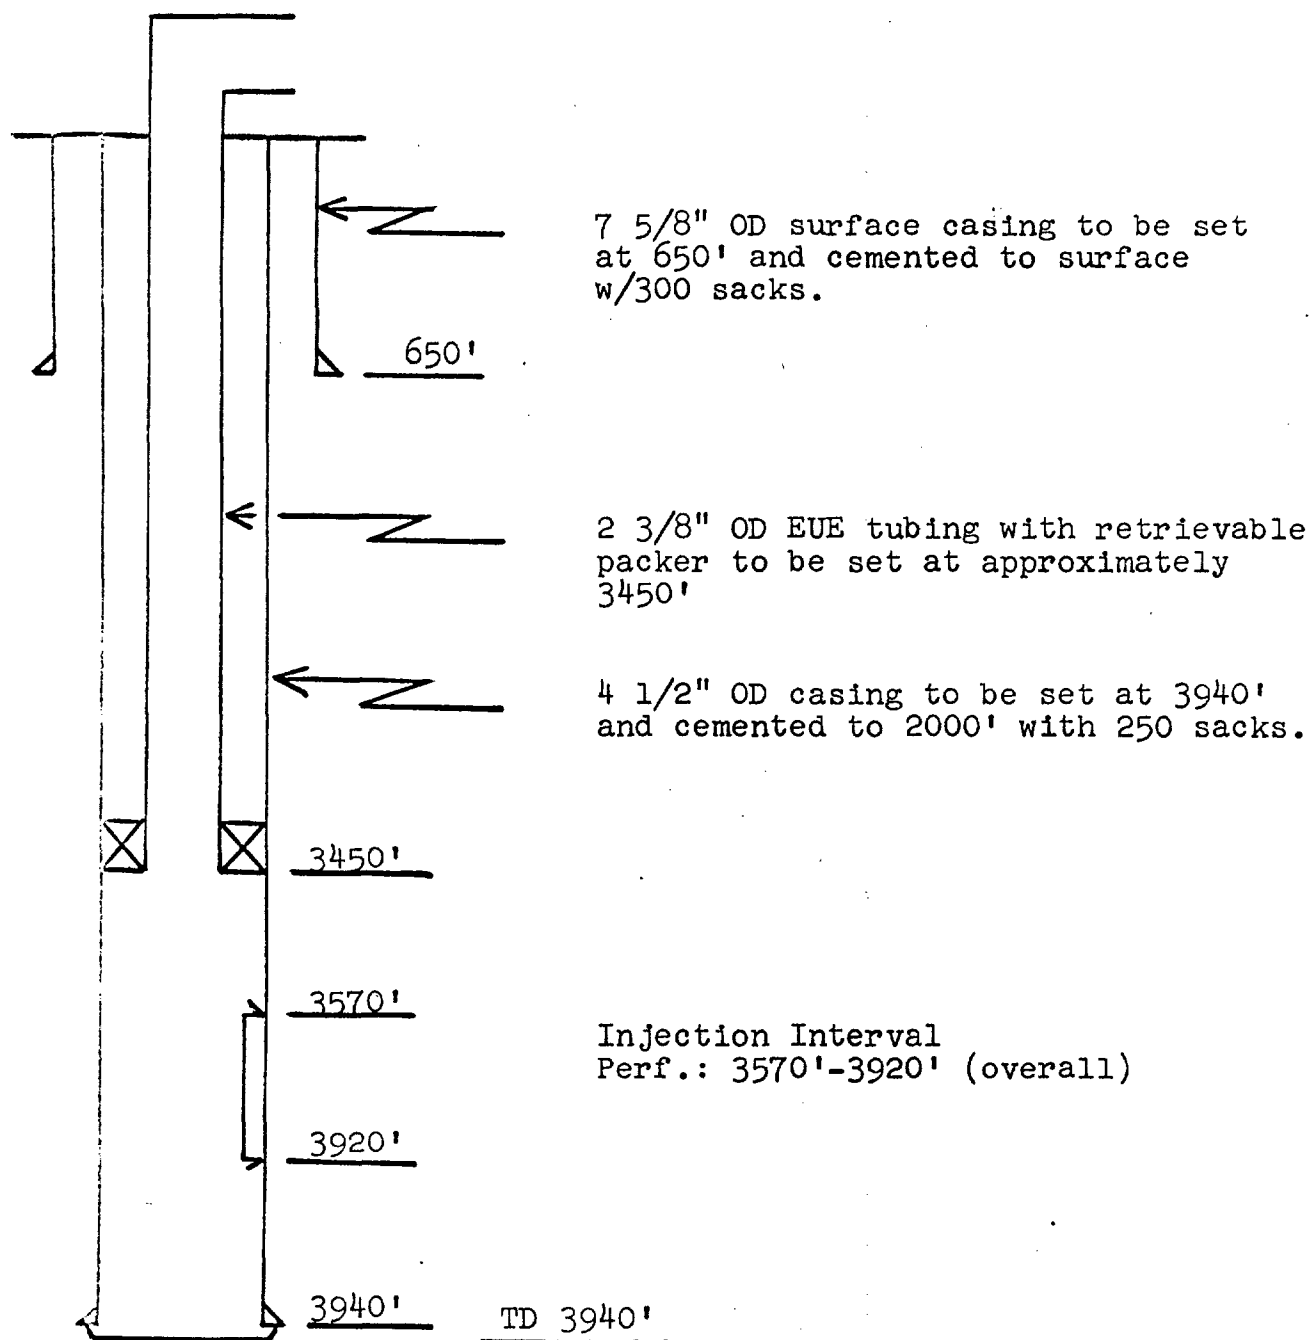 7 5/8" OD surface casing to be set
at 650' and cemented to surface
w/300 sacks.
650'
2 3/8" OD EUE tubing with retrievable
packer to be set at approximately
3450'
4 1/2" OD casing to be set at 3940'
and cemented to 2000' with 250 sacks.
3450'
3570'
Injection Interval
Perf.: 3570'-3920' (overall)
3920'
3940'
TD 3940'